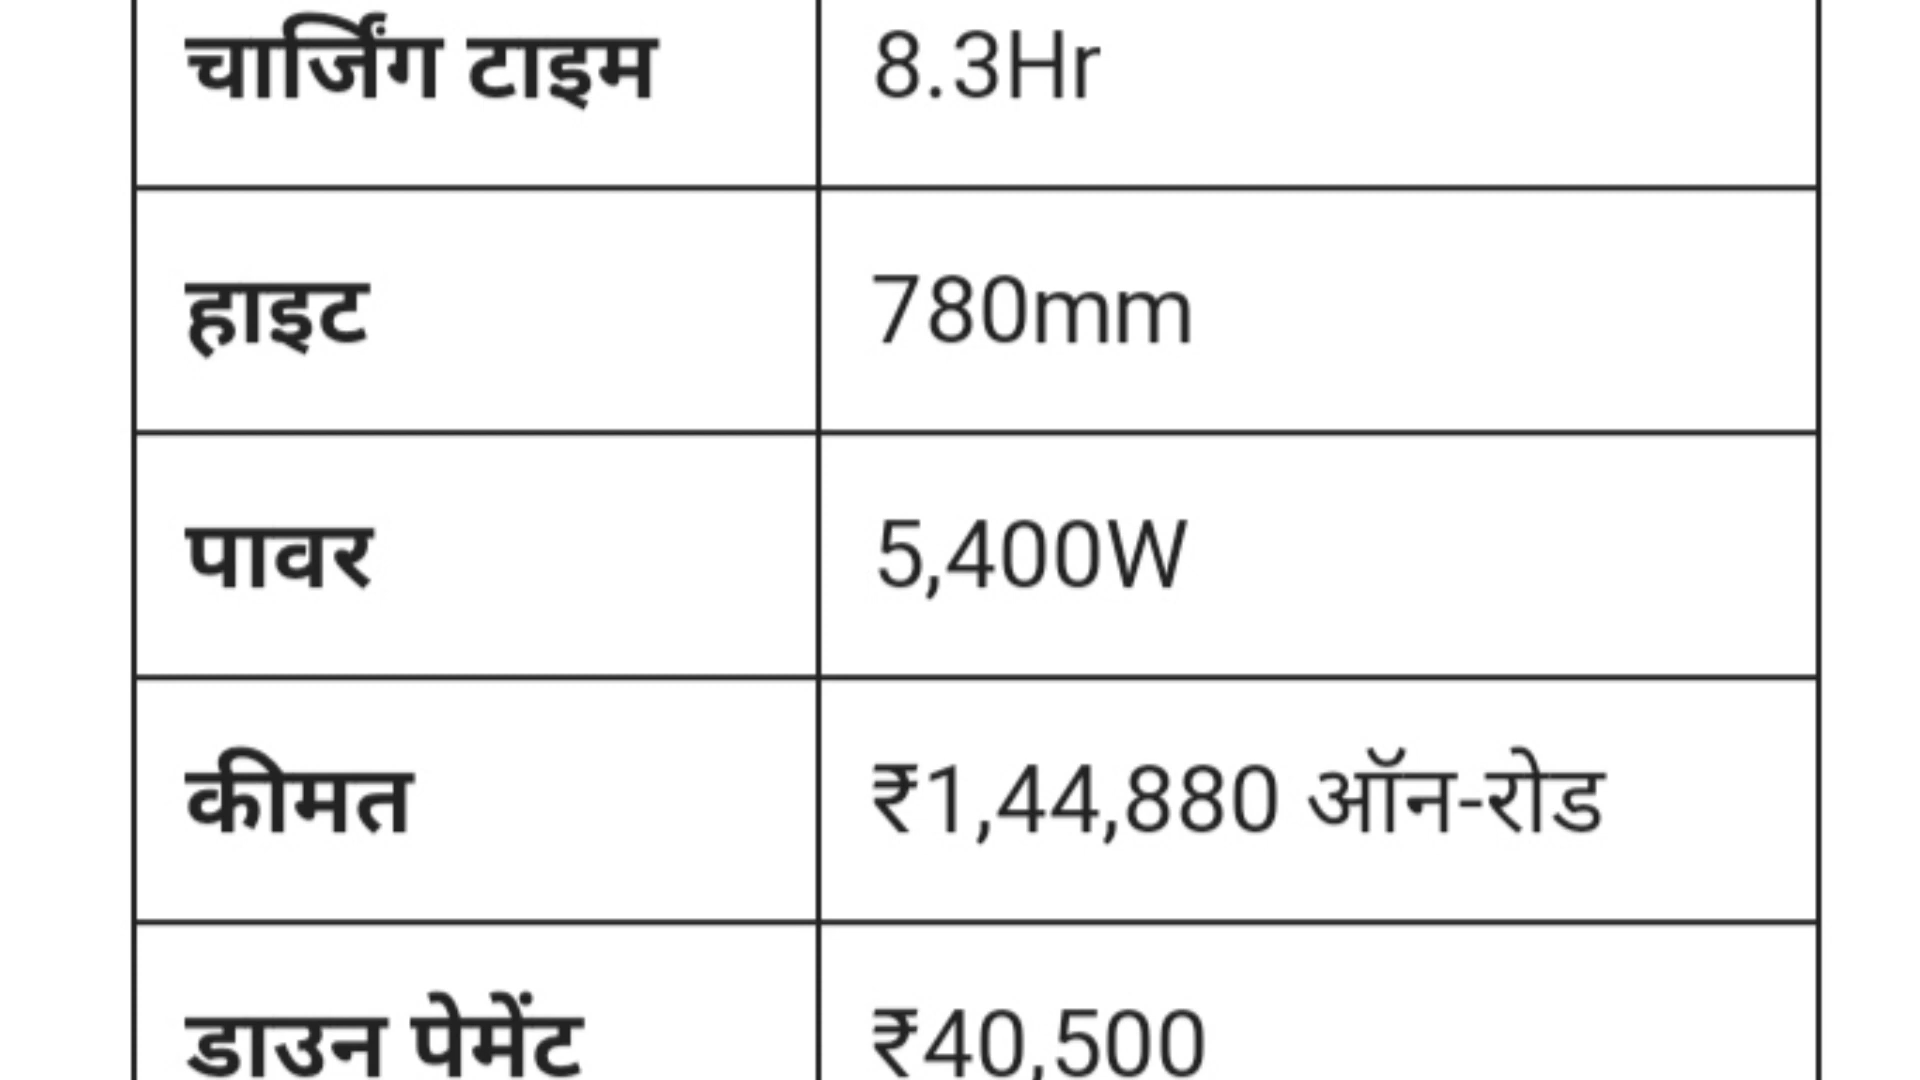 चार्जिंग टाइम 8.3Hr
हाइट 780mm
पावर 5,400W
कीमत ₹1,44,880 ऑन-रोड
डाउन पेमेंट ₹40,500